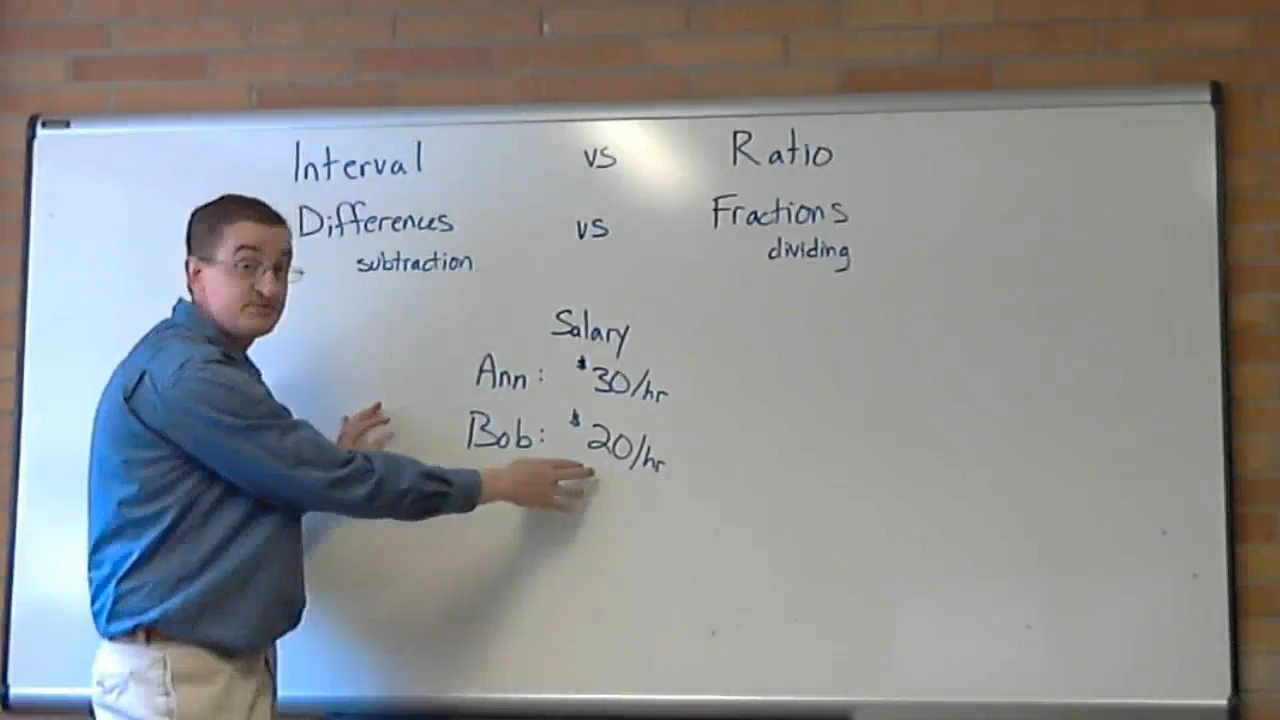 Interval vs Ratio
Differences vs Fractions
subtraction dividing
Salary
Ann: $30/hr
Bob: $20/hr